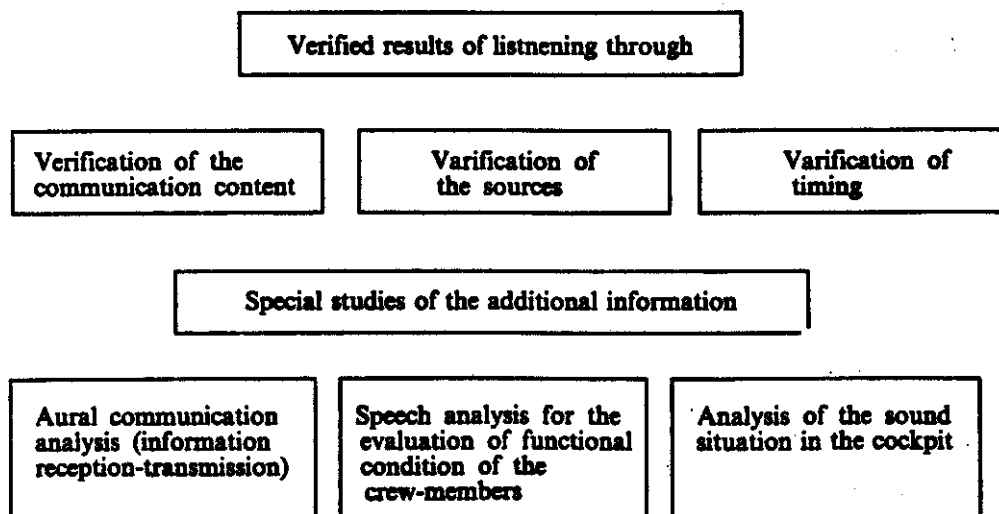 Verified results of listnening through
Verification of the
communication content
Varification of
the sources
Varification of
timing
Special studies of the additional information
Aural communication
analysis (information
reception-transmission)
Speech analysis for the
evaluation of functional
condition of the
crew-members
Analysis of the sound
situation in the cockpit